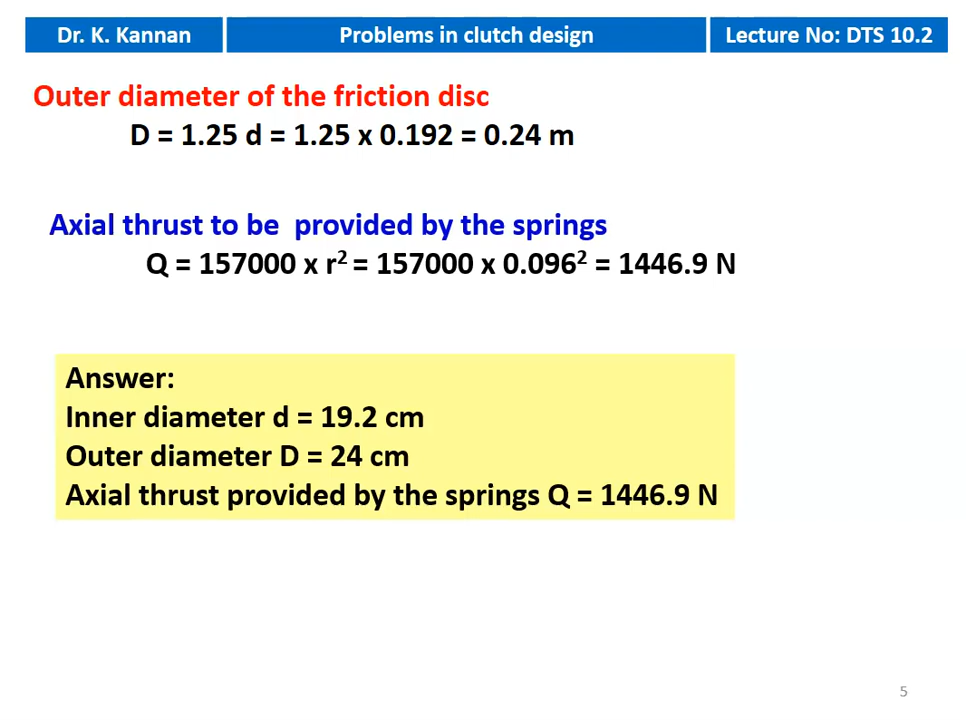 Dr. K. Kannan
Problems in clutch design
Lecture No: DTS 10.2
Outer diameter of the friction disc
D = 1.25 d = 1.25 x 0.192 = 0.24 m
Axial thrust to be provided by the springs
Q = 157000 x r² = 157000 x 0.096² = 1446.9 N
Answer:
Inner diameter d = 19.2 cm
Outer diameter D = 24 cm
Axial thrust provided by the springs Q = 1446.9 N
5